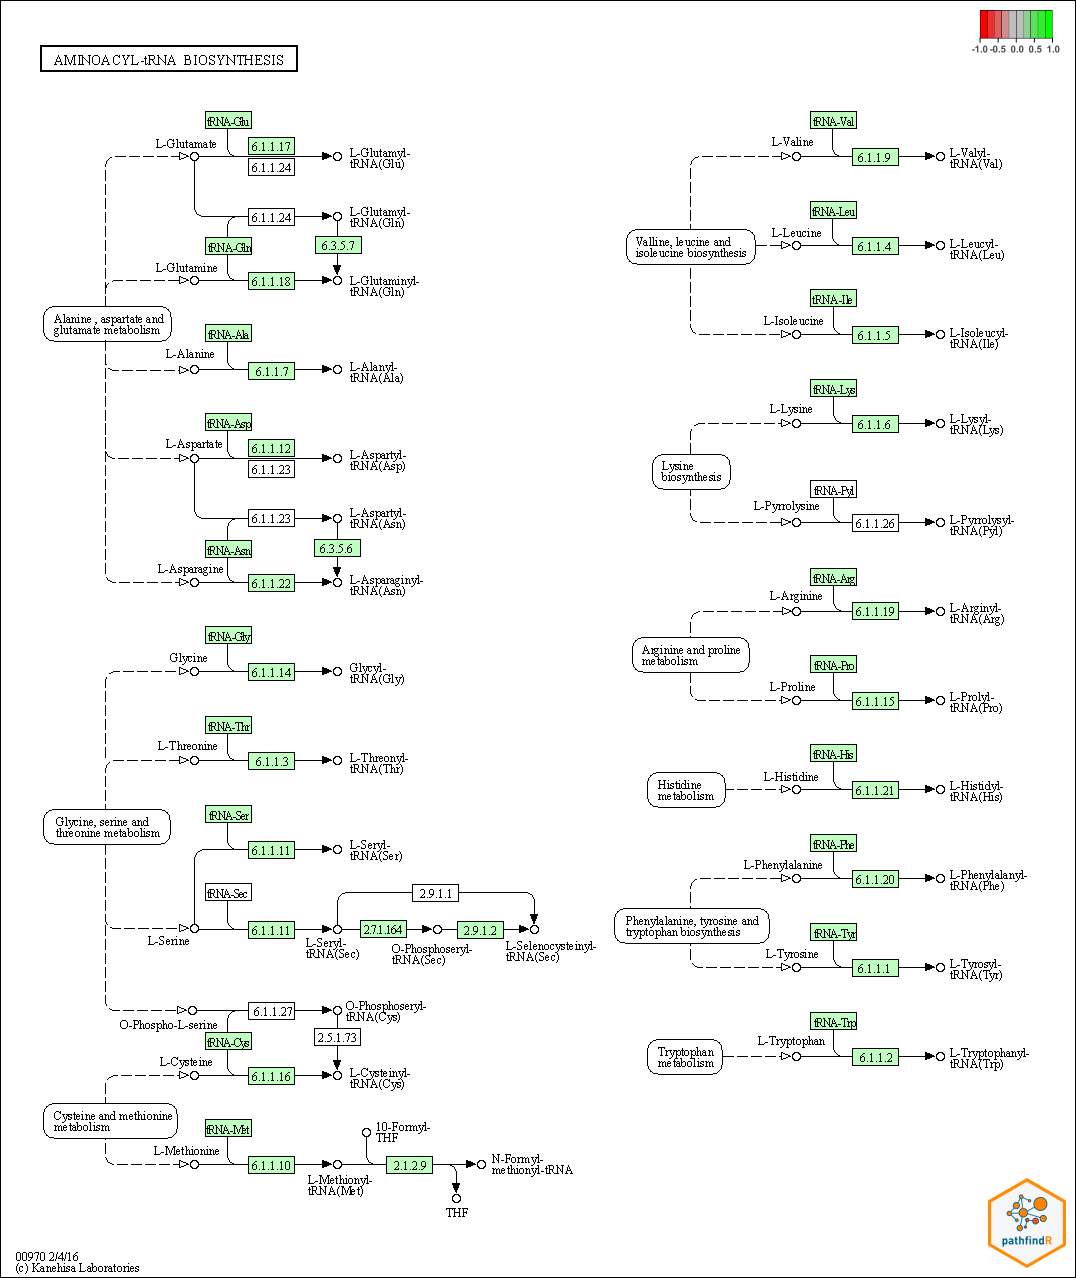 -1.0 -0.5 0.0 0.5 1.0
AMINOACYL-tRNA BIOSYNTHESIS
tRNA-Glu
L-Glutamate
6.1.1.17
6.1.1.24
L-Glutamyl-
tRNA(Glu)
6.1.1.24
L-Glutamyl-
tRNA(Gln)
tRNA-Gln
6.3.5.7
L-Glutamine
6.1.1.18
L-Glutaminyl-
tRNA(Gln)
Alanine , aspartate and
glutamate metabolism
tRNA-Ala
L-Alanine
6.1.1.7
L-Alanyl-
tRNA(Ala)
tRNA-Asp
L-Aspartate
6.1.1.12
6.1.1.23
L-Aspartyl-
tRNA(Asp)
6.1.1.23
L-Aspartyl-
tRNA(Asn)
tRNA-Asn
6.3.5.6
L-Asparagine
6.1.1.22
L-Asparaginyl-
tRNA(Asn)
tRNA-Gly
Glycine
6.1.1.14
Glycyl-
tRNA(Gly)
tRNA-Thr
L-Threonine
6.1.1.3
L-Threonyl-
tRNA(Thr)
Glycine, serine and
threonine metabolism
tRNA-Ser
6.1.1.11
L-Seryl-
tRNA(Ser)
tRNA-Sec
2.9.1.1
L-Serine
6.1.1.11
L-Seryl-
tRNA(Sec)
2.7.1.164
O-Phosphoseryl-
tRNA(Sec)
2.9.1.2
L-Selenocysteinyl-
tRNA(Sec)
O-Phospho-L-serine
6.1.1.27
O-Phosphoseryl-
tRNA(Cys)
tRNA-Cys
2.5.1.73
L-Cysteine
6.1.1.16
L-Cysteinyl-
tRNA(Cys)
Cysteine and methionine
metabolism
tRNA-Met
L-Methionine
6.1.1.10
L-Methionyl-
tRNA(Met)
10-Formyl-
THF
2.1.2.9
N-Formyl-
methionyl-tRNA
THF
tRNA-Val
L-Valine
6.1.1.9
L-Valyl-
tRNA(Val)
Valline, leucine and
isoleucine biosynthesis
tRNA-Leu
L-Leucine
6.1.1.4
L-Leucyl-
tRNA(Leu)
tRNA-Ile
L-Isoleucine
6.1.1.5
L-Isoleucyl-
tRNA(Ile)
tRNA-Lys
L-Lysine
6.1.1.6
L-Lysyl-
tRNA(Lys)
Lysine
biosynthesis
tRNA-Pyl
L-Pyrrolysine
6.1.1.26
L-Pyrrolysyl-
tRNA(Pyl)
tRNA-Arg
L-Arginine
6.1.1.19
L-Arginyl-
tRNA(Arg)
Arginine and proline
metabolism
tRNA-Pro
L-Proline
6.1.1.15
L-Prolyl-
tRNA(Pro)
tRNA-His
Histidine
metabolism
L-Histidine
6.1.1.21
L-Histidyl-
tRNA(His)
tRNA-Phe
L-Phenylalanine
6.1.1.20
L-Phenylalanyl-
tRNA(Phe)
Phenylalanine, tyrosine and
tryptophan biosynthesis
tRNA-Tyr
L-Tyrosine
6.1.1.1
L-Tyrosyl-
tRNA(Tyr)
tRNA-Trp
Tryptophan
metabolism
L-Tryptophan
6.1.1.2
L-Tryptophanyl-
tRNA(Trp)
00970 2/4/16
(c) Kanehisa Laboratories
pathfindR